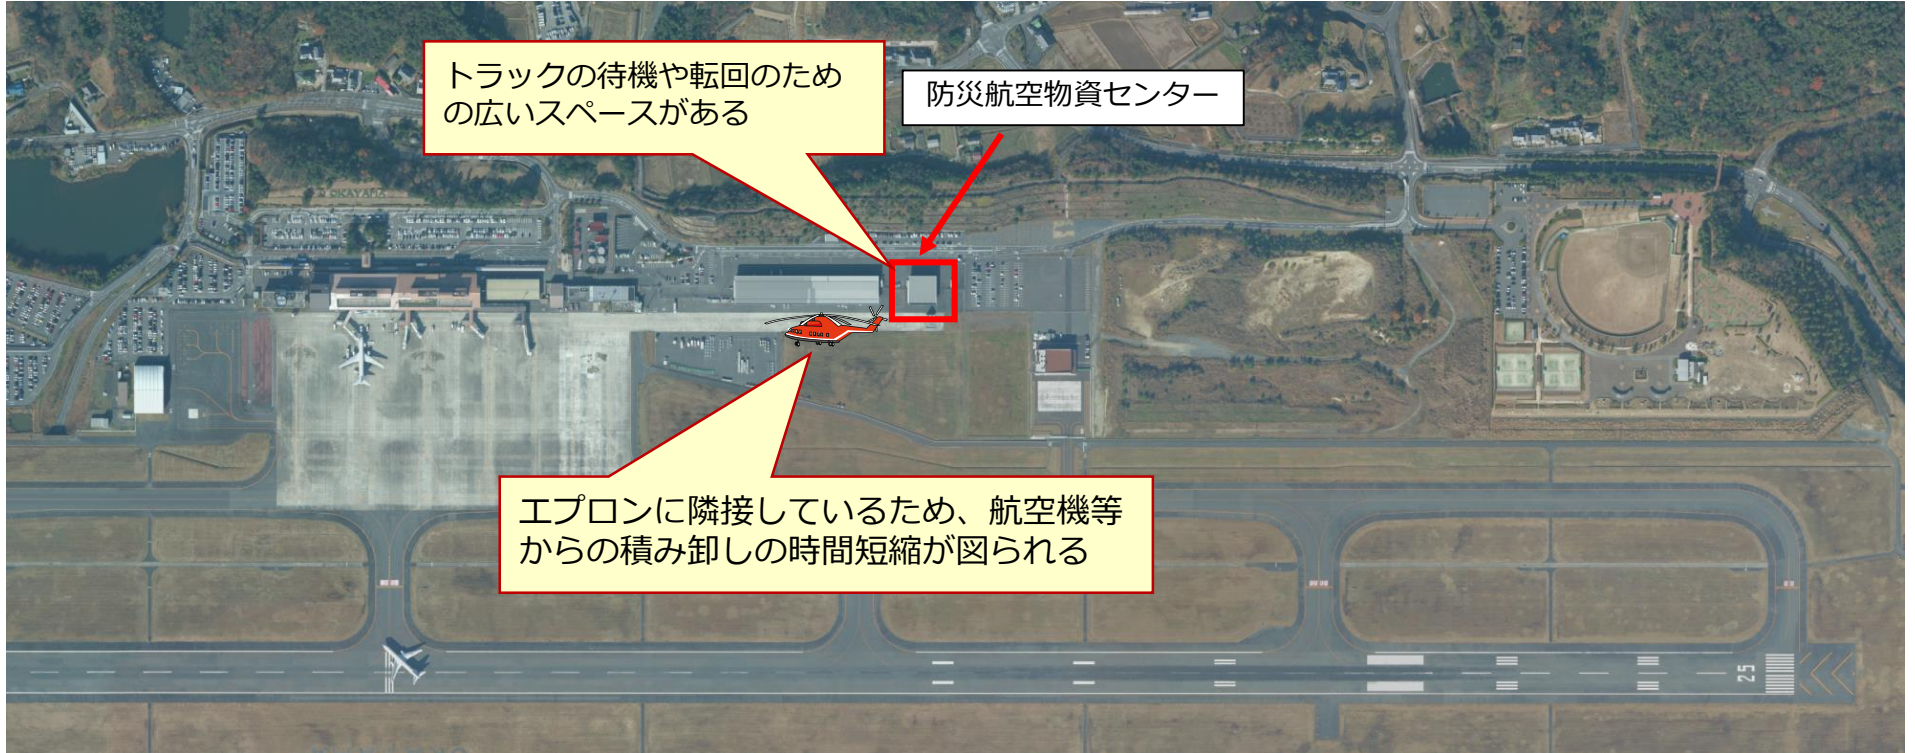 トラックの待機や転回のため
の広いスペースがある
防災航空物資センター
OKAYAMA
エプロンに隣接しているため、航空機等
からの積み卸しの時間短縮が図られる
25